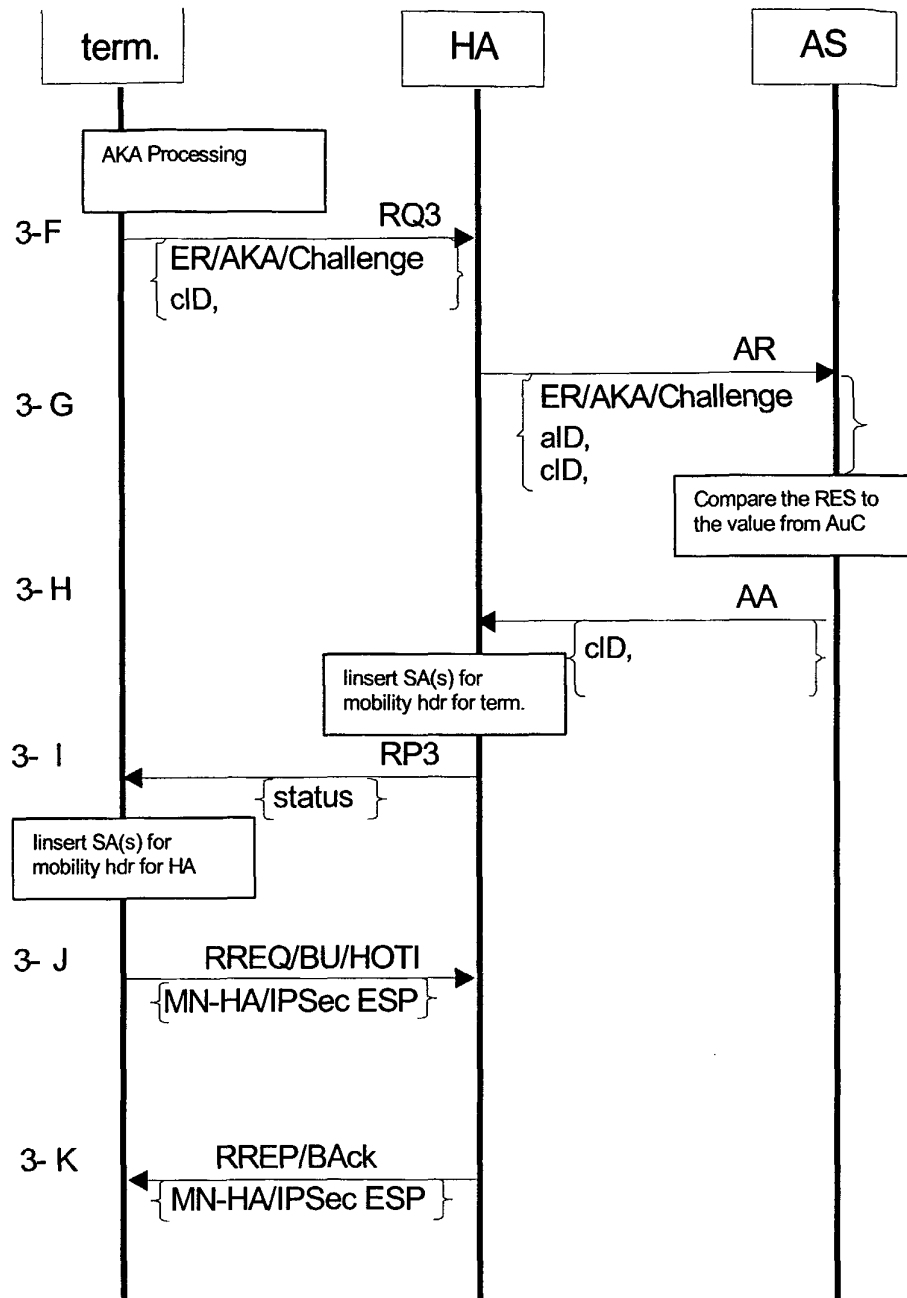 term.
HA
AS
AKA Processing
3-F
RQ3
ER/AKA/Challenge
cID,
AR
3- G
ER/AKA/Challenge
aID,
cID,
Compare the RES to
the value from AuC
3- H
AA
cID,
Iinsert SA(s) for
mobility hdr for term.
3- I
RP3
status
Iinsert SA(s) for
mobility hdr for HA
3- J
RREQ/BU/HOTI
MN-HA/IPSec ESP
3- K
RREP/BAck
MN-HA/IPSec ESP